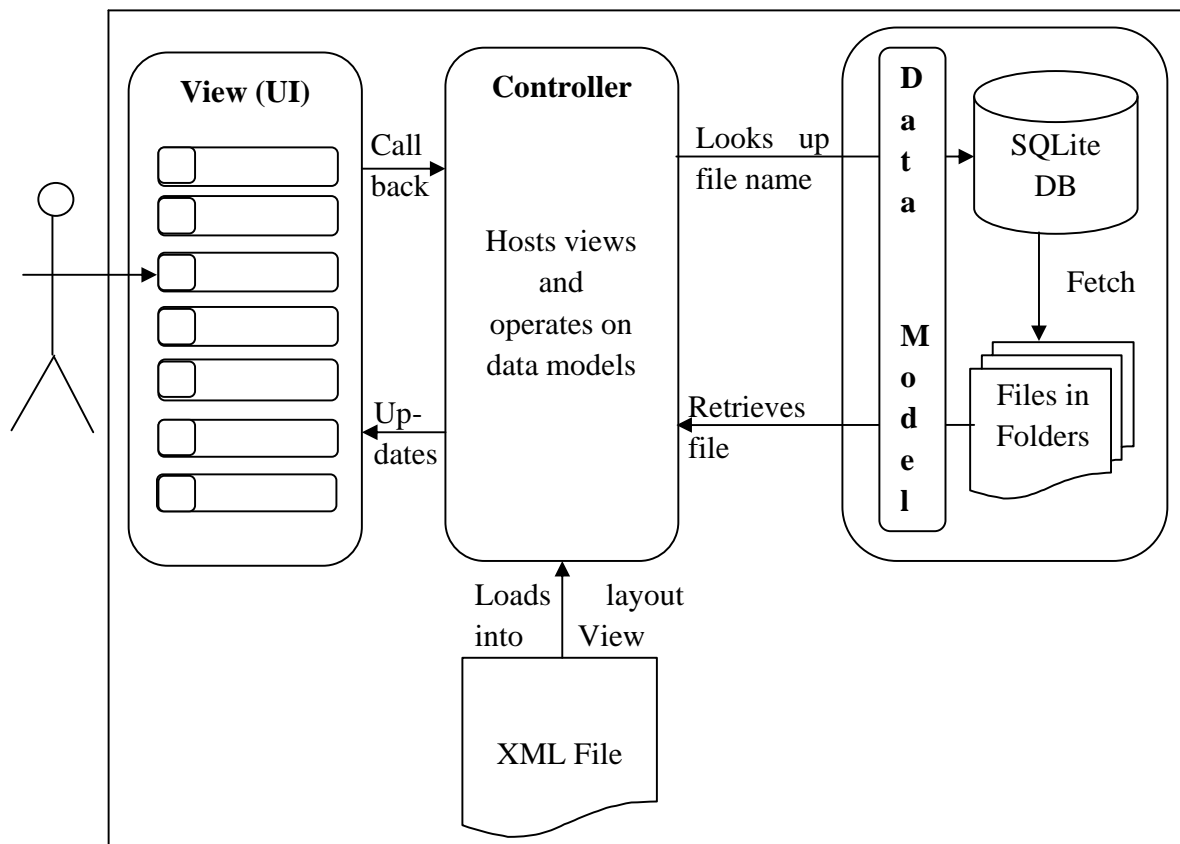 View (UI)
Call
back
Up-
dates
Controller
Hosts views
and
operates on
data models
Looks up
file name
Retrieves
file
D
a
t
a
M
o
d
e
l
SQLite
DB
Fetch
Files in
Folders
Loads layout
into View
XML File